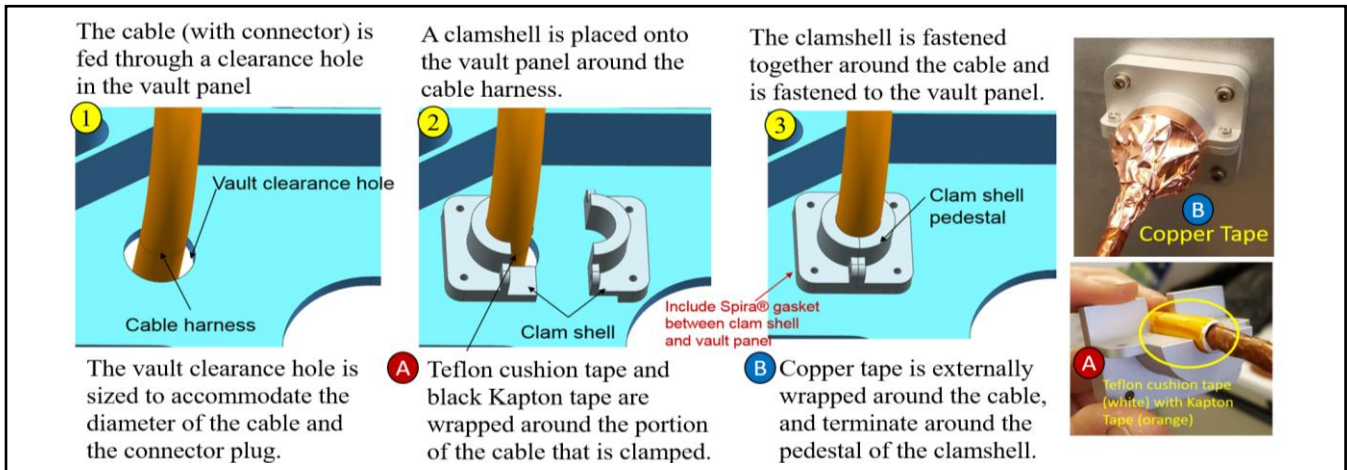 The cable (with connector) is
fed through a clearance hole
in the vault panel
1
Vault clearance hole
Cable harness
The vault clearance hole is
sized to accommodate the
diameter of the cable and
the connector plug.
A clamshell is placed onto
the vault panel around the
cable harness.
2
Clam shell
A
Teflon cushion tape and
black Kapton tape are
wrapped around the portion
of the cable that is clamped.
The clamshell is fastened
together around the cable and
is fastened to the vault panel.
3
Clam shell
pedestal
Include Spira® gasket
between clam shell
and vault panel
B
Copper tape is externally
wrapped around the cable,
and terminate around the
pedestal of the clamshell.
B
Copper Tape
A
Teflon cushion tape
(white) with Kapton
Tape (orange)